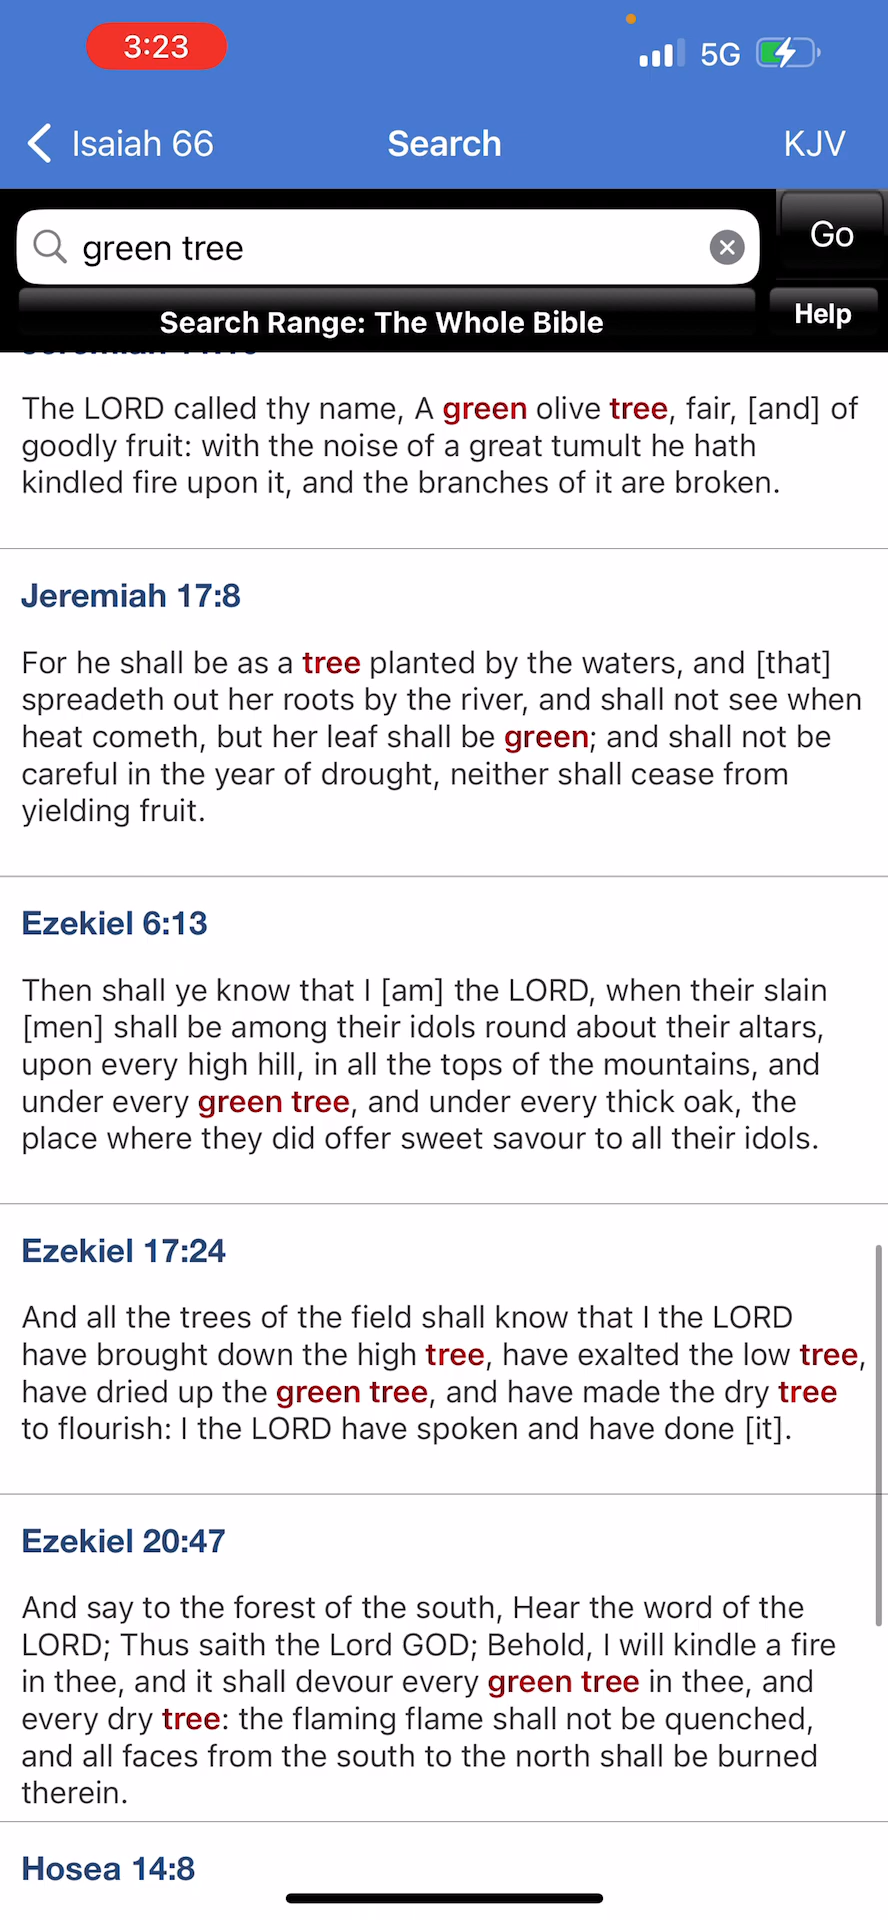 3:23
5G
Isaiah 66
Search
KJV
green tree
Go
Search Range: The Whole Bible
Help
The LORD called thy name, A green olive tree, fair, [and] of
goodly fruit: with the noise of a great tumult he hath
kindled fire upon it, and the branches of it are broken.
Jeremiah 17:8
For he shall be as a tree planted by the waters, and [that]
spreadeth out her roots by the river, and shall not see when
heat cometh, but her leaf shall be green; and shall not be
careful in the year of drought, neither shall cease from
yielding fruit.
Ezekiel 6:13
Then shall ye know that I [am] the LORD, when their slain
[men] shall be among their idols round about their altars,
upon every high hill, in all the tops of the mountains, and
under every green tree, and under every thick oak, the
place where they did offer sweet savour to all their idols.
Ezekiel 17:24
And all the trees of the field shall know that I the LORD
have brought down the high tree, have exalted the low tree,
have dried up the green tree, and have made the dry tree
to flourish: I the LORD have spoken and have done [it].
Ezekiel 20:47
And say to the forest of the south, Hear the word of the
LORD; Thus saith the Lord GOD; Behold, I will kindle a fire
in thee, and it shall devour every green tree in thee, and
every dry tree: the flaming flame shall not be quenched,
and all faces from the south to the north shall be burned
therein.
Hosea 14:8